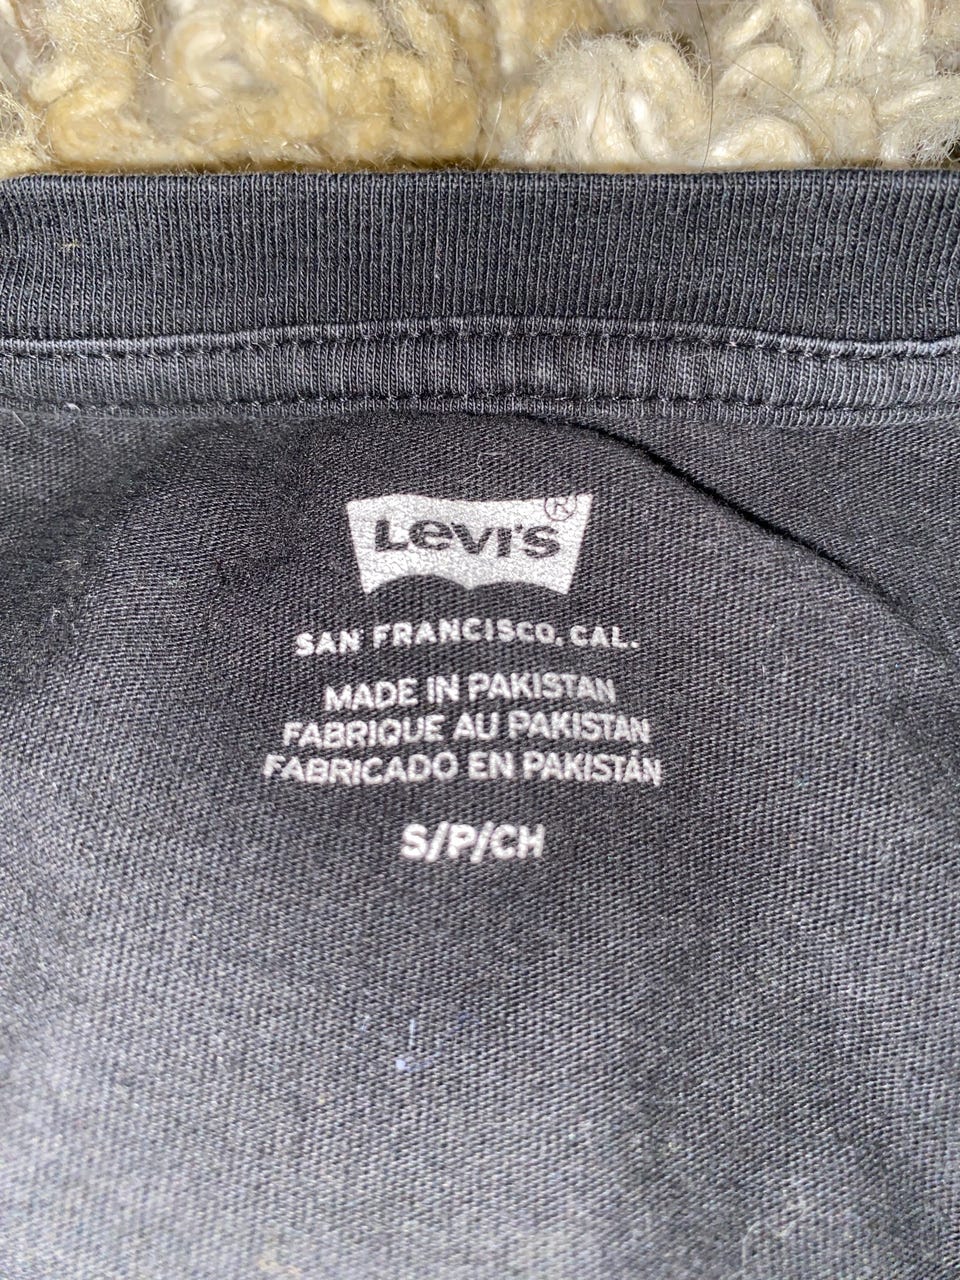 Levi's ®
SAN FRANCISCO, CAL.
MADE IN PAKISTAN
FABRIQUE AU PAKISTAN
FABRICADO EN PAKISTÁN
S/P/CH